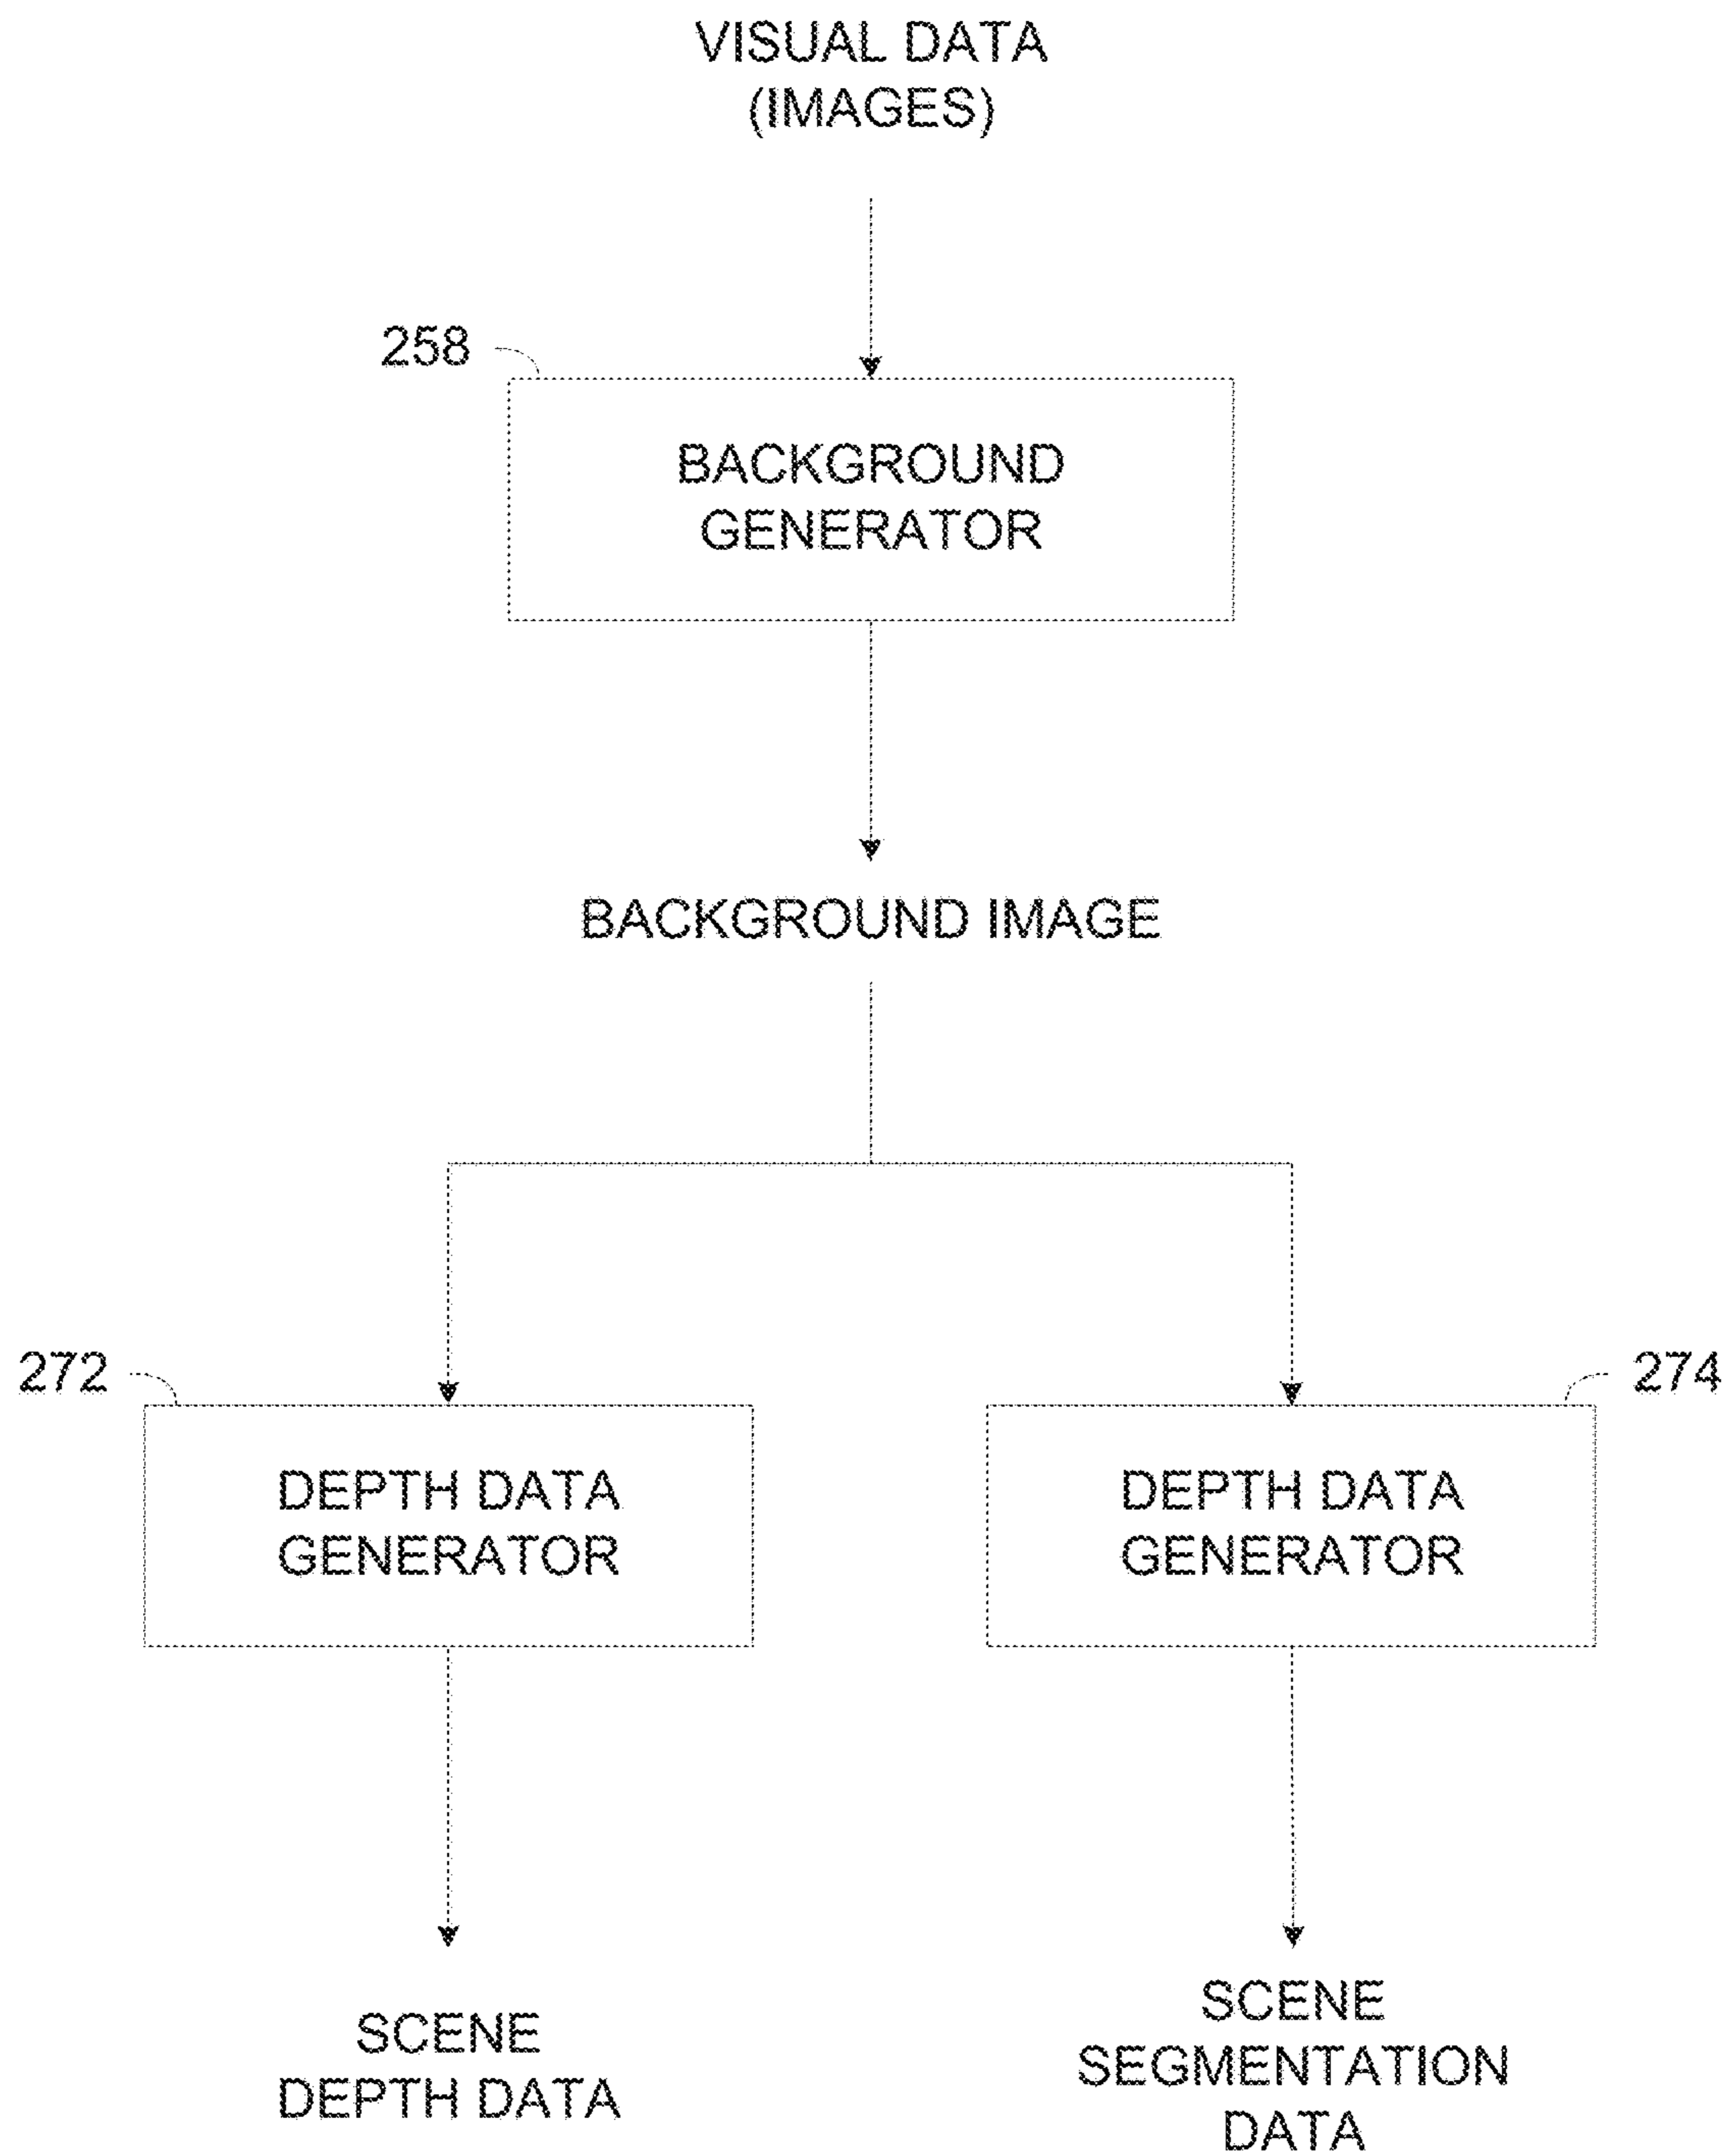 VISUAL DATA
(IMAGES)
258
BACKGROUND
GENERATOR
BACKGROUND IMAGE
272
274
DEPTH DATA
GENERATOR
DEPTH DATA
GENERATOR
SCENE
DEPTH DATA
SCENE
SEGMENTATION
DATA